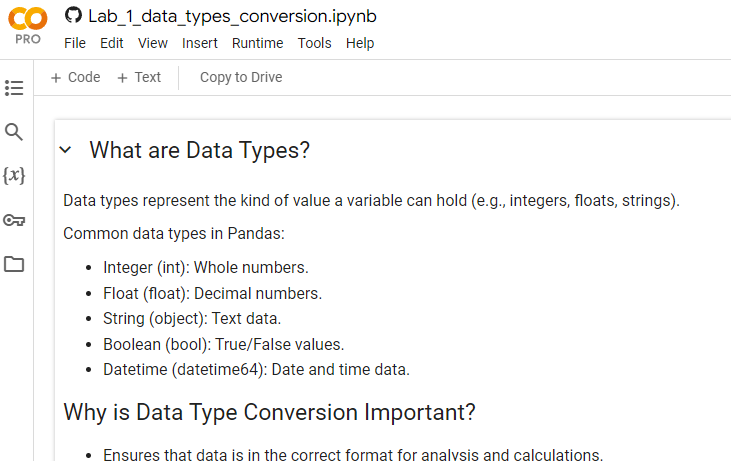 CO
PRO
Lab_1_data_types_conversion.ipynb
File Edit View Insert Runtime Tools Help
+ Code + Text Copy to Drive
{x}
What are Data Types?
Data types represent the kind of value a variable can hold (e.g., integers, floats, strings).
Common data types in Pandas:
• Integer (int): Whole numbers.
• Float (float): Decimal numbers.
• String (object): Text data.
• Boolean (bool): True/False values.
• Datetime (datetime64): Date and time data.
Why is Data Type Conversion Important?
• Ensures that data is in the correct format for analysis and calculations.